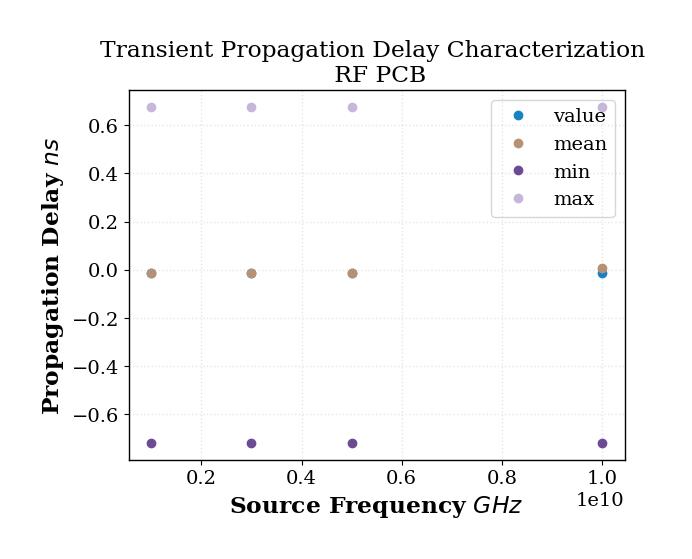 Transient Propagation Delay Characterization
RF PCB
Propagation Delay ns
0.6
0.4
0.2
0.0
−0.2
−0.4
−0.6
value
mean
min
max
0.2 0.4 0.6 0.8 1.0
1e10
Source Frequency GHz